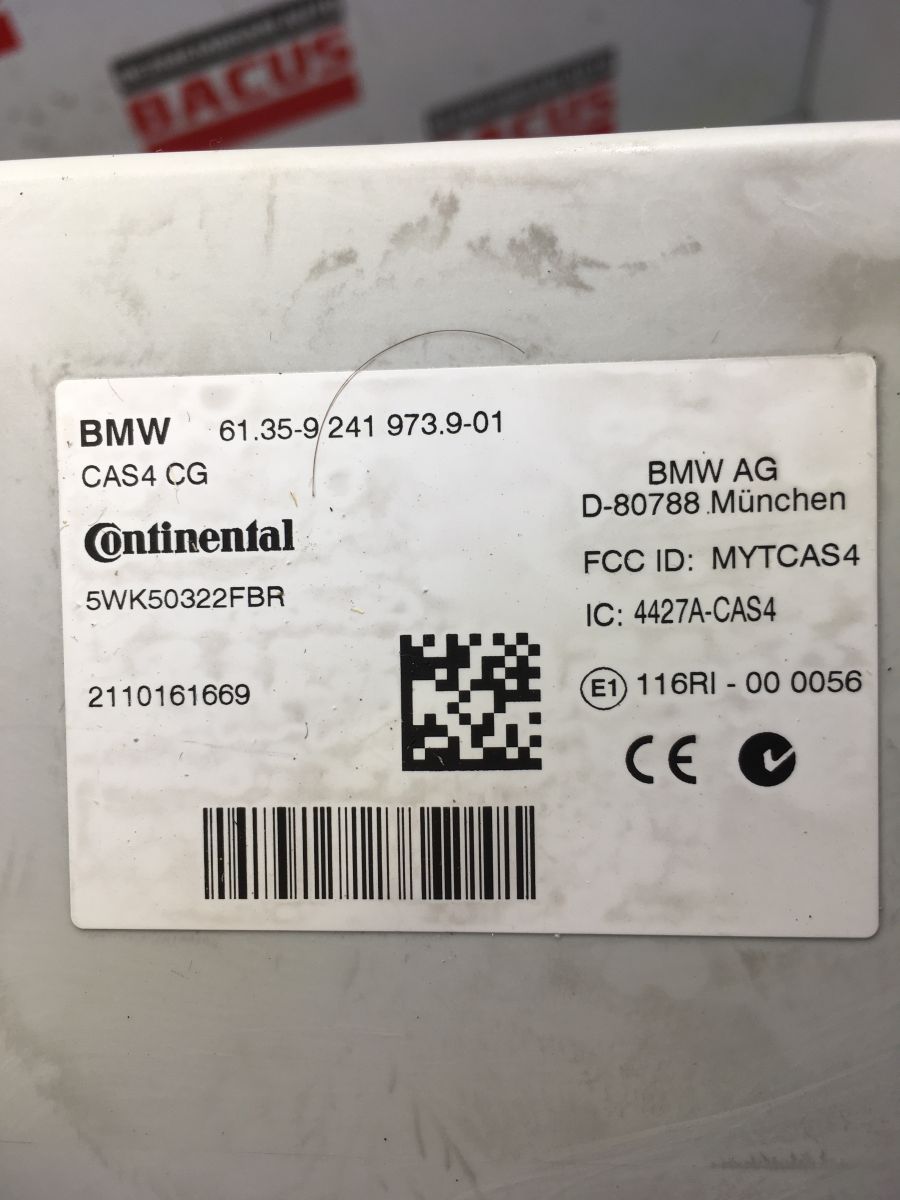 BACUS
BACUS
BMW 61.35-9 241 973.9-01
CAS4 CG
Continental
5WK50322FBR
2110161669
BMW AG
D-80788 München
FCC ID: MYTCAS4
IC: 4427A-CAS4
E1 116RI - 00 0056
CE